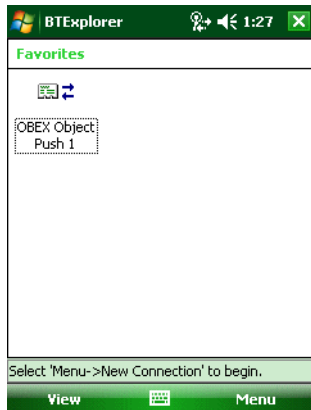 BTExplorer 1:27
Favorites
OBEX Object
Push 1
Select 'Menu->New Connection' to begin.
View Menu